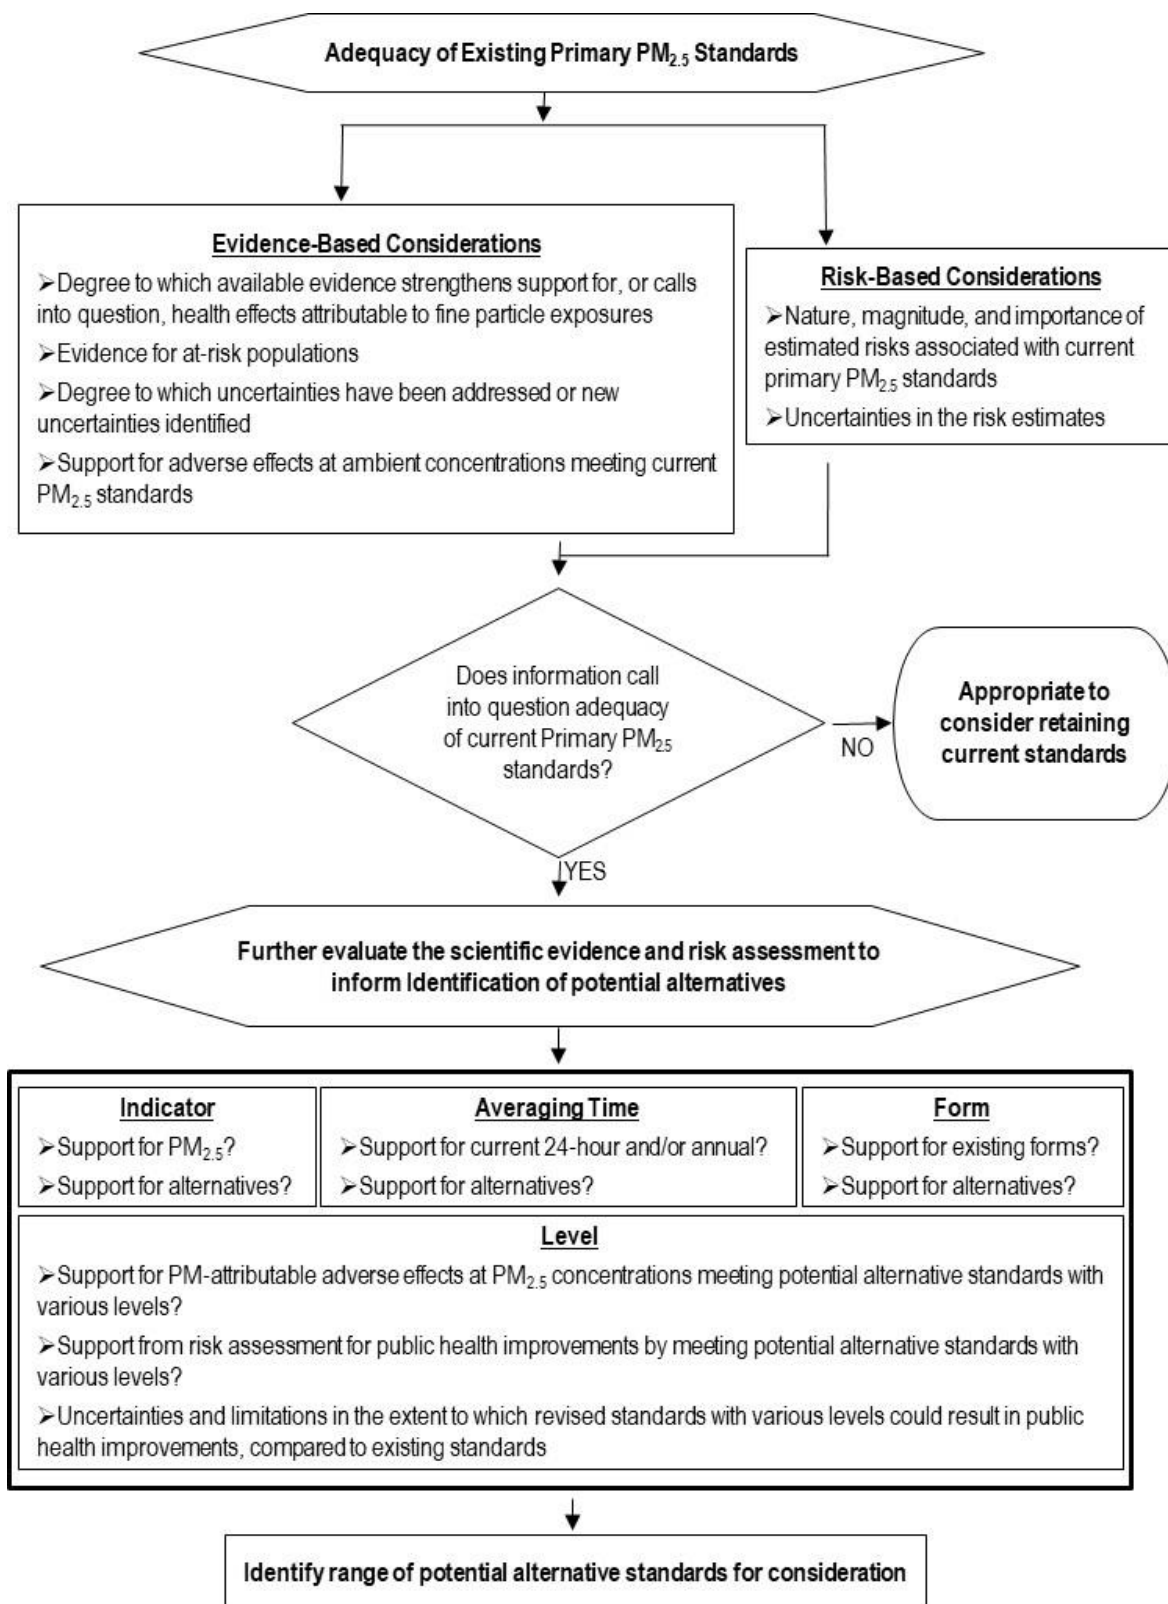 Adequacy of Existing Primary PM2.5 Standards
Evidence-Based Considerations
➢Degree to which available evidence strengthens support for, or calls
into question, health effects attributable to fine particle exposures
➢Evidence for at-risk populations
➢Degree to which uncertainties have been addressed or new
uncertainties identified
➢Support for adverse effects at ambient concentrations meeting current
PM2.5 standards
Risk-Based Considerations
➢Nature, magnitude, and importance of
estimated risks associated with current
primary PM2.5 standards
➢Uncertainties in the risk estimates
Does information call
into question adequacy
of current Primary PM2.5
standards?
NO
Appropriate to
consider retaining
current standards
YES
Further evaluate the scientific evidence and risk assessment to
inform Identification of potential alternatives
Indicator
➢Support for PM2.5?
➢Support for alternatives?
Averaging Time
➢Support for current 24-hour and/or annual?
➢Support for alternatives?
Form
➢Support for existing forms?
➢Support for alternatives?
Level
➢Support for PM-attributable adverse effects at PM2.5 concentrations meeting potential alternative standards with
various levels?
➢Support from risk assessment for public health improvements by meeting potential alternative standards with
various levels?
➢Uncertainties and limitations in the extent to which revised standards with various levels could result in public
health improvements, compared to existing standards
Identify range of potential alternative standards for consideration